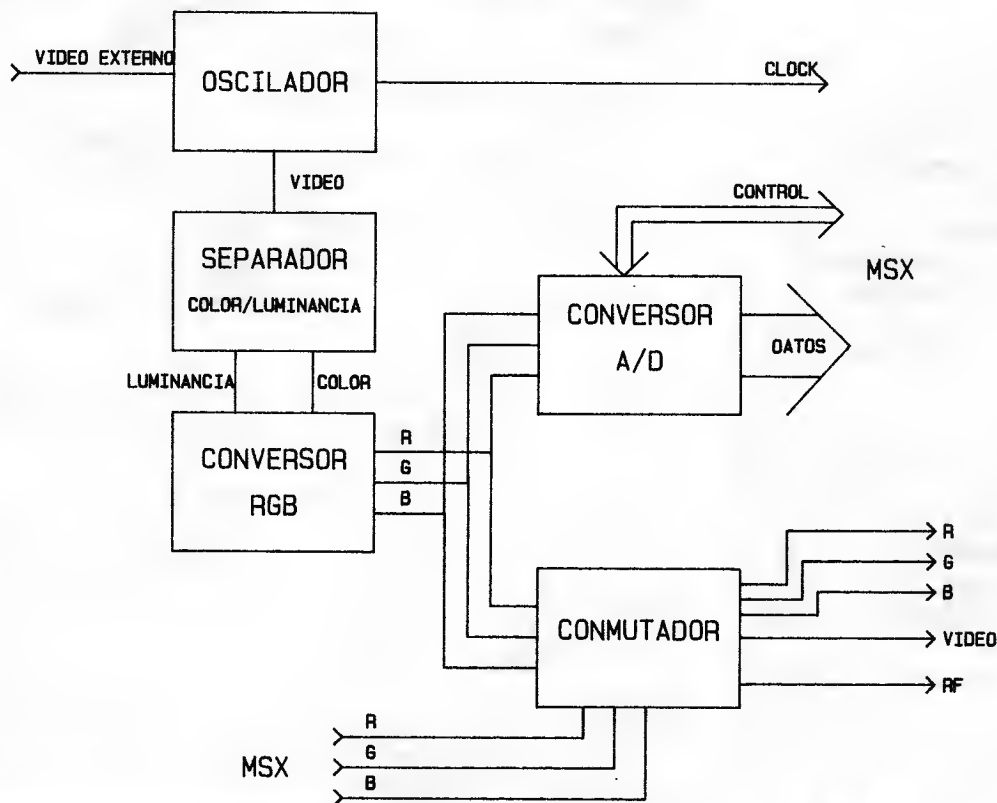 VIDEO EXTERNO
OSCILADOR
CLOCK
VIDEO
CONTROL
SEPARADOR
COLOR/LUMINANCIA
MSX
CONVERSOR
A/D
DATOS
LUMINANCIA
COLOR
CONVERSOR
RGB
R
G
B
R
G
B
CONMUTADOR
VIDEO
RF
MSX
R
G
B